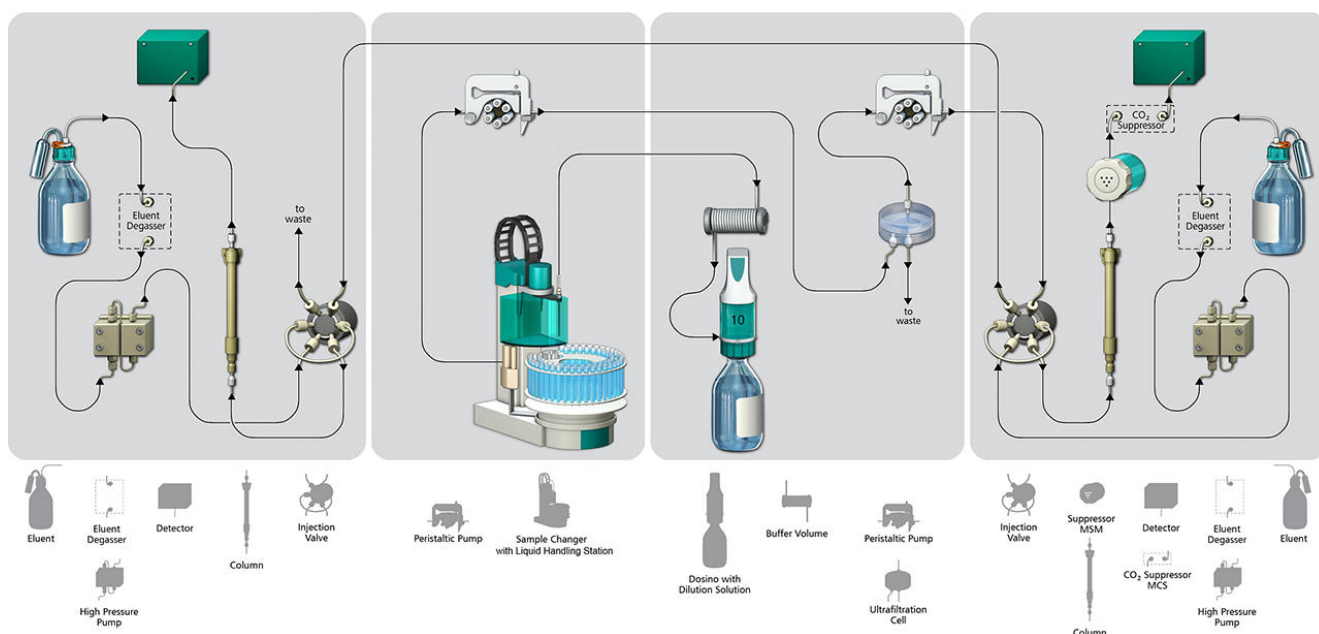 Eluent
Degasser
to
waste
10
to
waste
CO₂
Suppressor
Eluent
Degasser
Eluent
Eluent
Degasser
Detector
Column
Injection
Valve
High Pressure
Pump
Peristaltic Pump
Sample Changer
with Liquid Handling Station
Dosino with
Dilution Solution
Buffer Volume
Peristaltic Pump
Ultrafiltration
Cell
Injection
Valve
Suppressor
MSM
Detector
Eluent
Degasser
Eluent
Column
CO₂ Suppressor
MCS
High Pressure
Pump